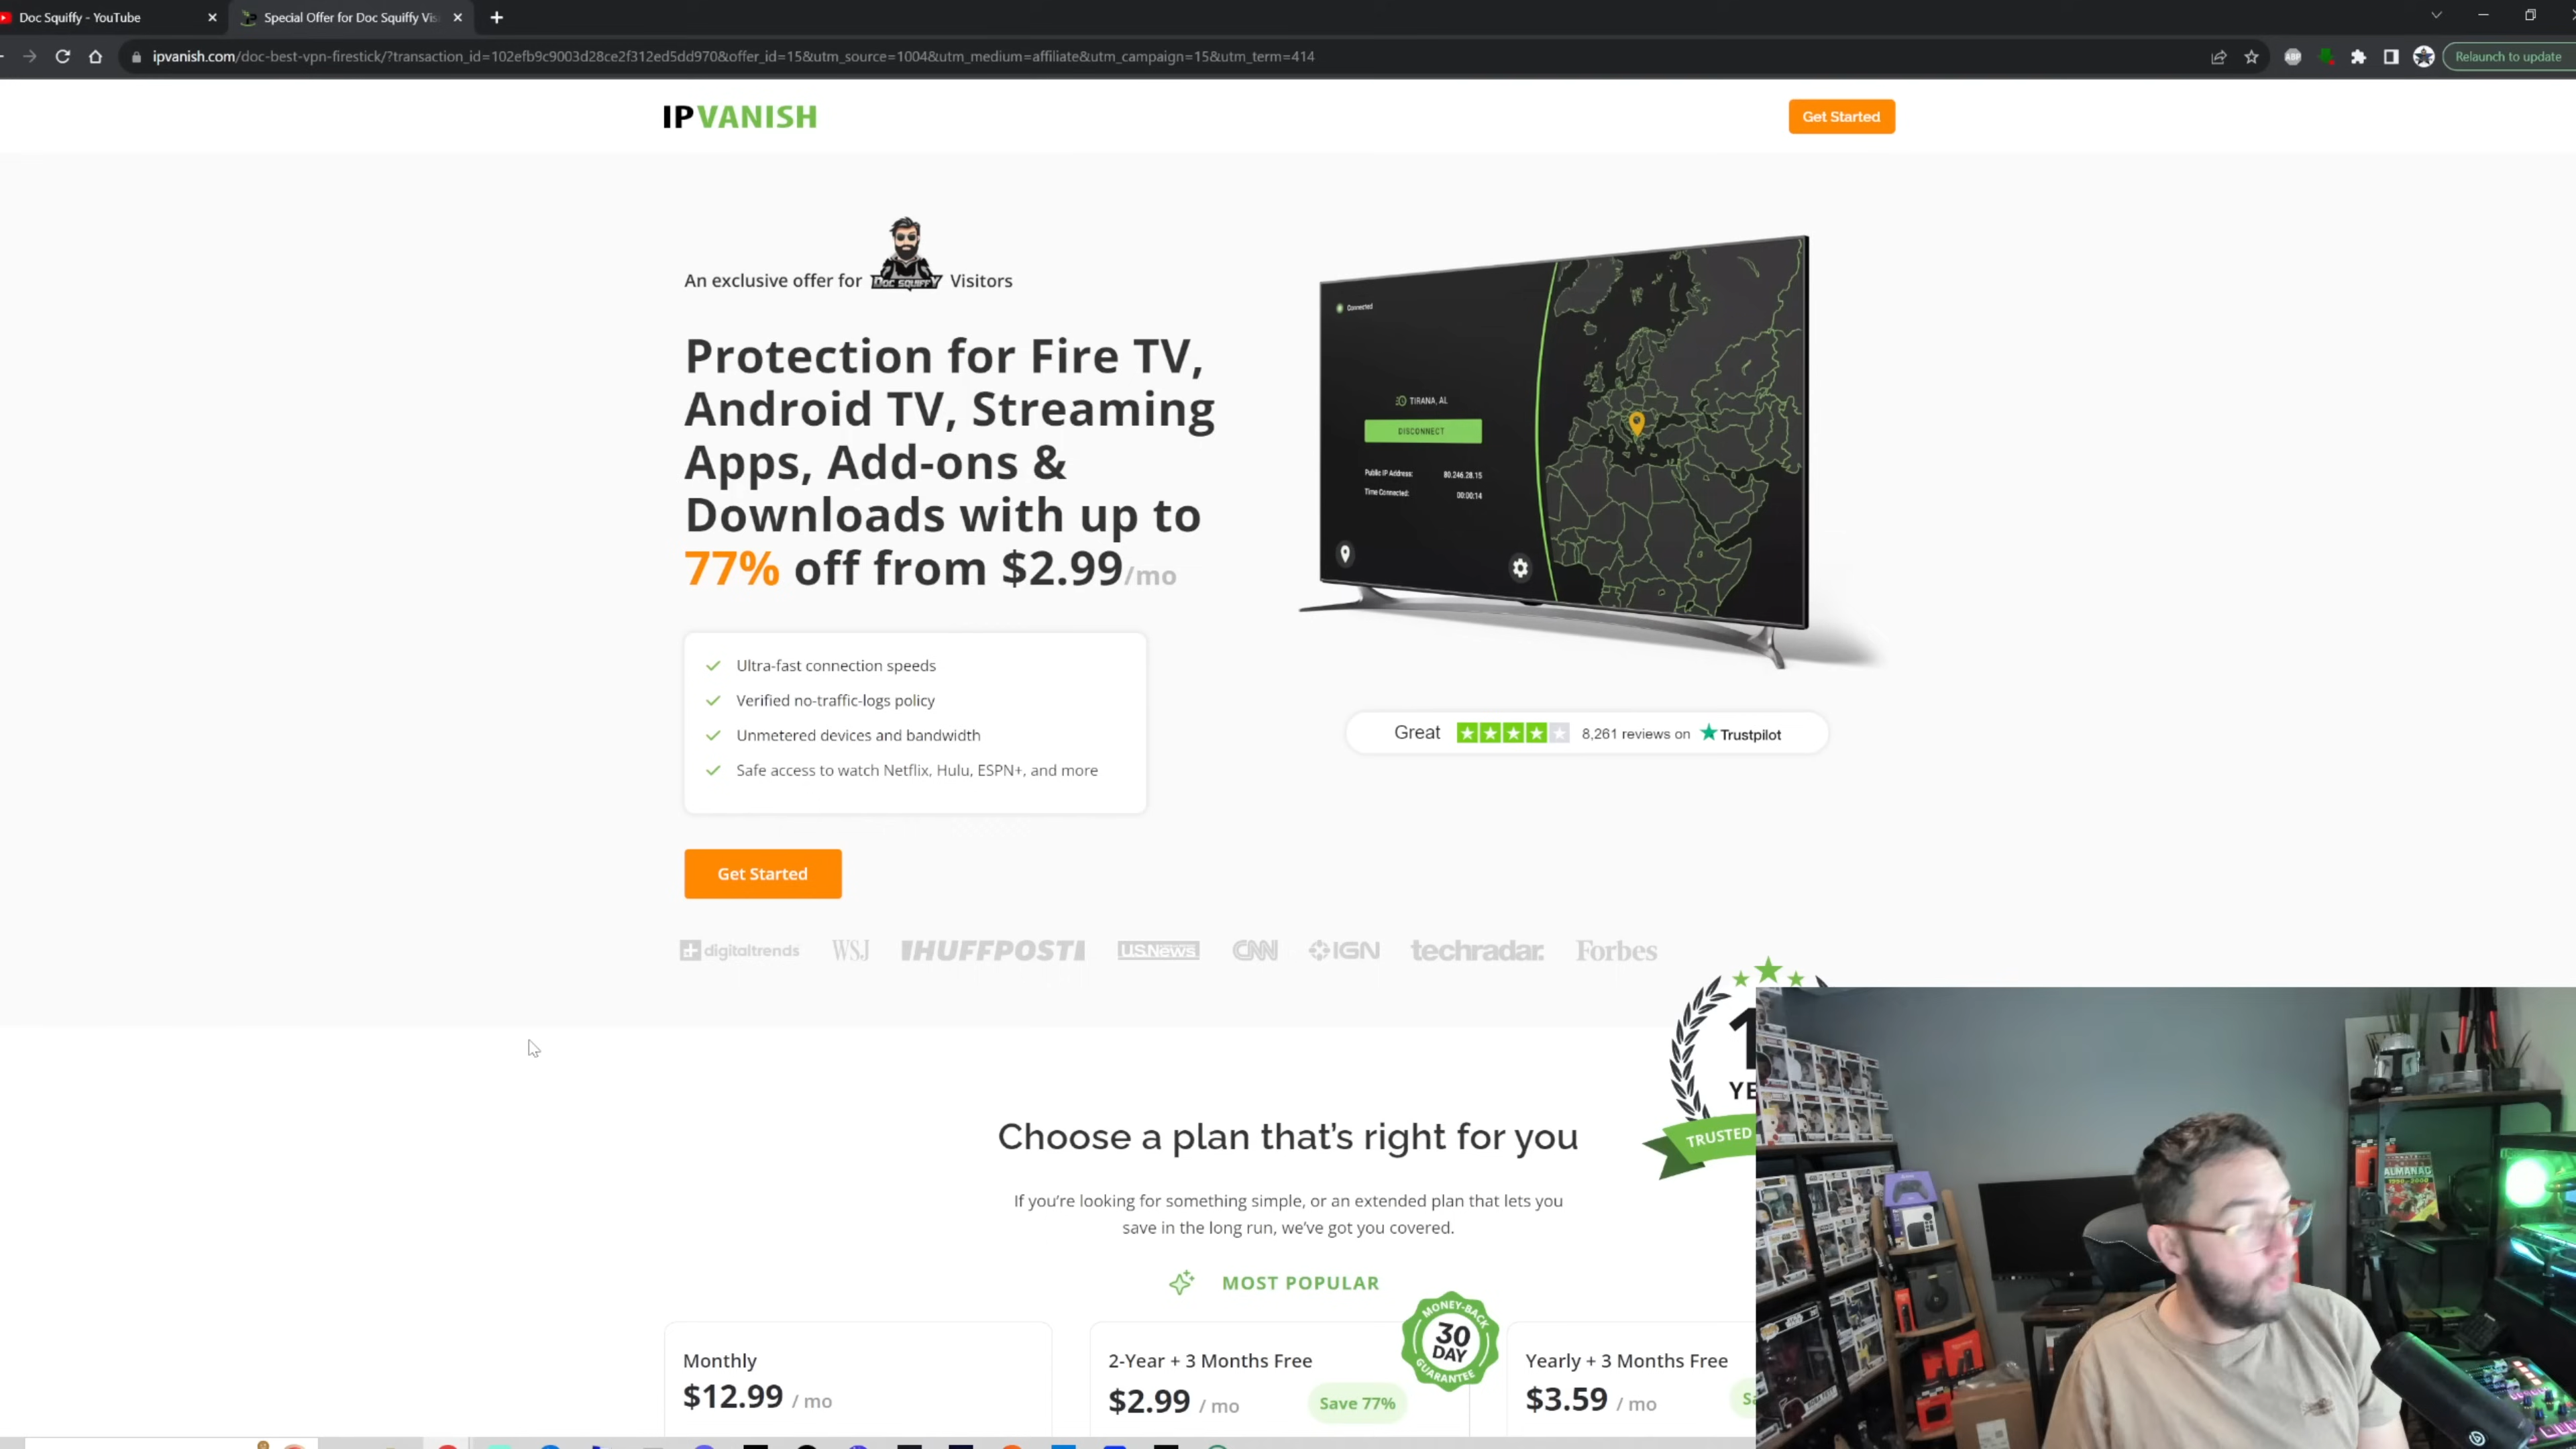 Doc Squiffy - YouTube
Special Offer for Doc Squiffy Vis
ipvanish.com/doc-best-vpn-firestick/?transaction_id=102efb9c9003d28ce2f312ed5dd970&offer_id=15&utm_source=1004&utm_medium=affiliate&utm_campaign=15&utm_term=414
ABP
Relaunch to update
IPVANISH
Get Started
An exclusive offer for DOC SQUIFFY Visitors
Protection for Fire TV,
Android TV, Streaming
Apps, Add-ons &
Downloads with up to
77% off from $2.99/mo
Connected
TIRANA, AL
DISCONNECT
Public IP Address: 80.246.28.15
Time Connected: 00:00:14
Ultra-fast connection speeds
Verified no-traffic-logs policy
Unmetered devices and bandwidth
Safe access to watch Netflix, Hulu, ESPN+, and more
Great 8,261 reviews on Trustpilot
Get Started
digitaltrends WSJ HUFFPOST U.S.News CNN IGN techradar. Forbes
1
YE
TRUSTED
Choose a plan that's right for you
If you're looking for something simple, or an extended plan that lets you
save in the long run, we've got you covered.
MOST POPULAR
MONEY-BACK
30
DAY
GUARANTEE
Monthly
$12.99 / mo
2-Year + 3 Months Free
$2.99 / mo
Save 77%
Yearly + 3 Months Free
$3.59 / mo
Sa
ALMANAC